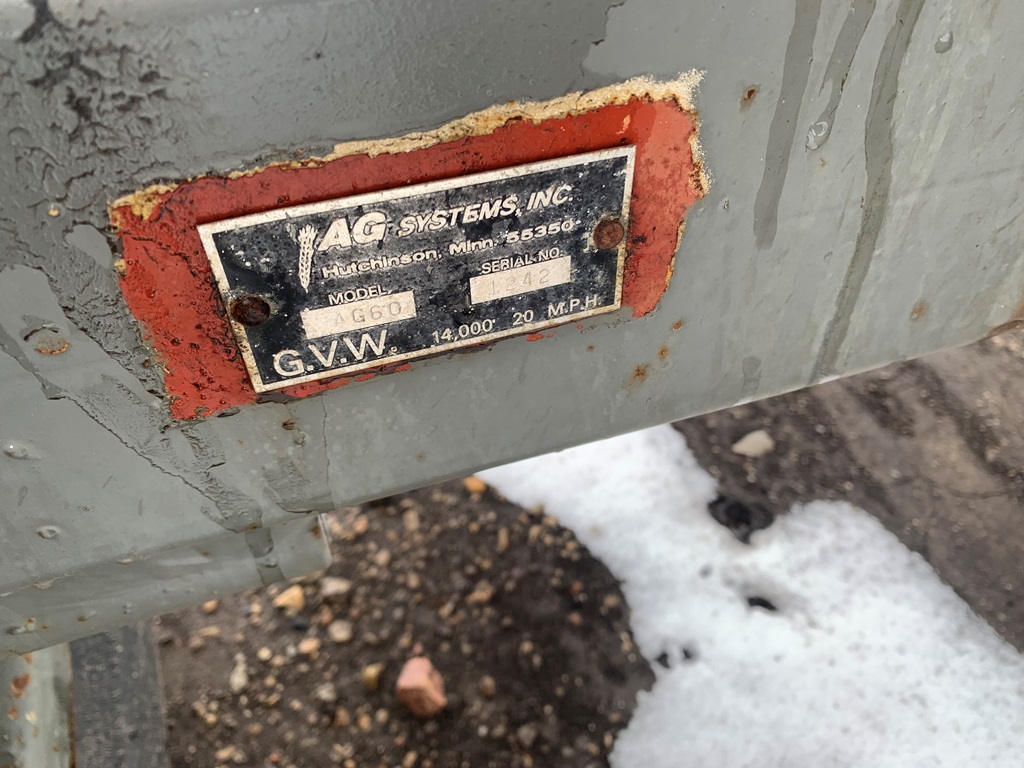 AG SYSTEMS, INC.
Hutchinson, Minn. 55350
MODEL SERIAL NO.
AG60 1242
G.V.W. 14,000 20 M.P.H.